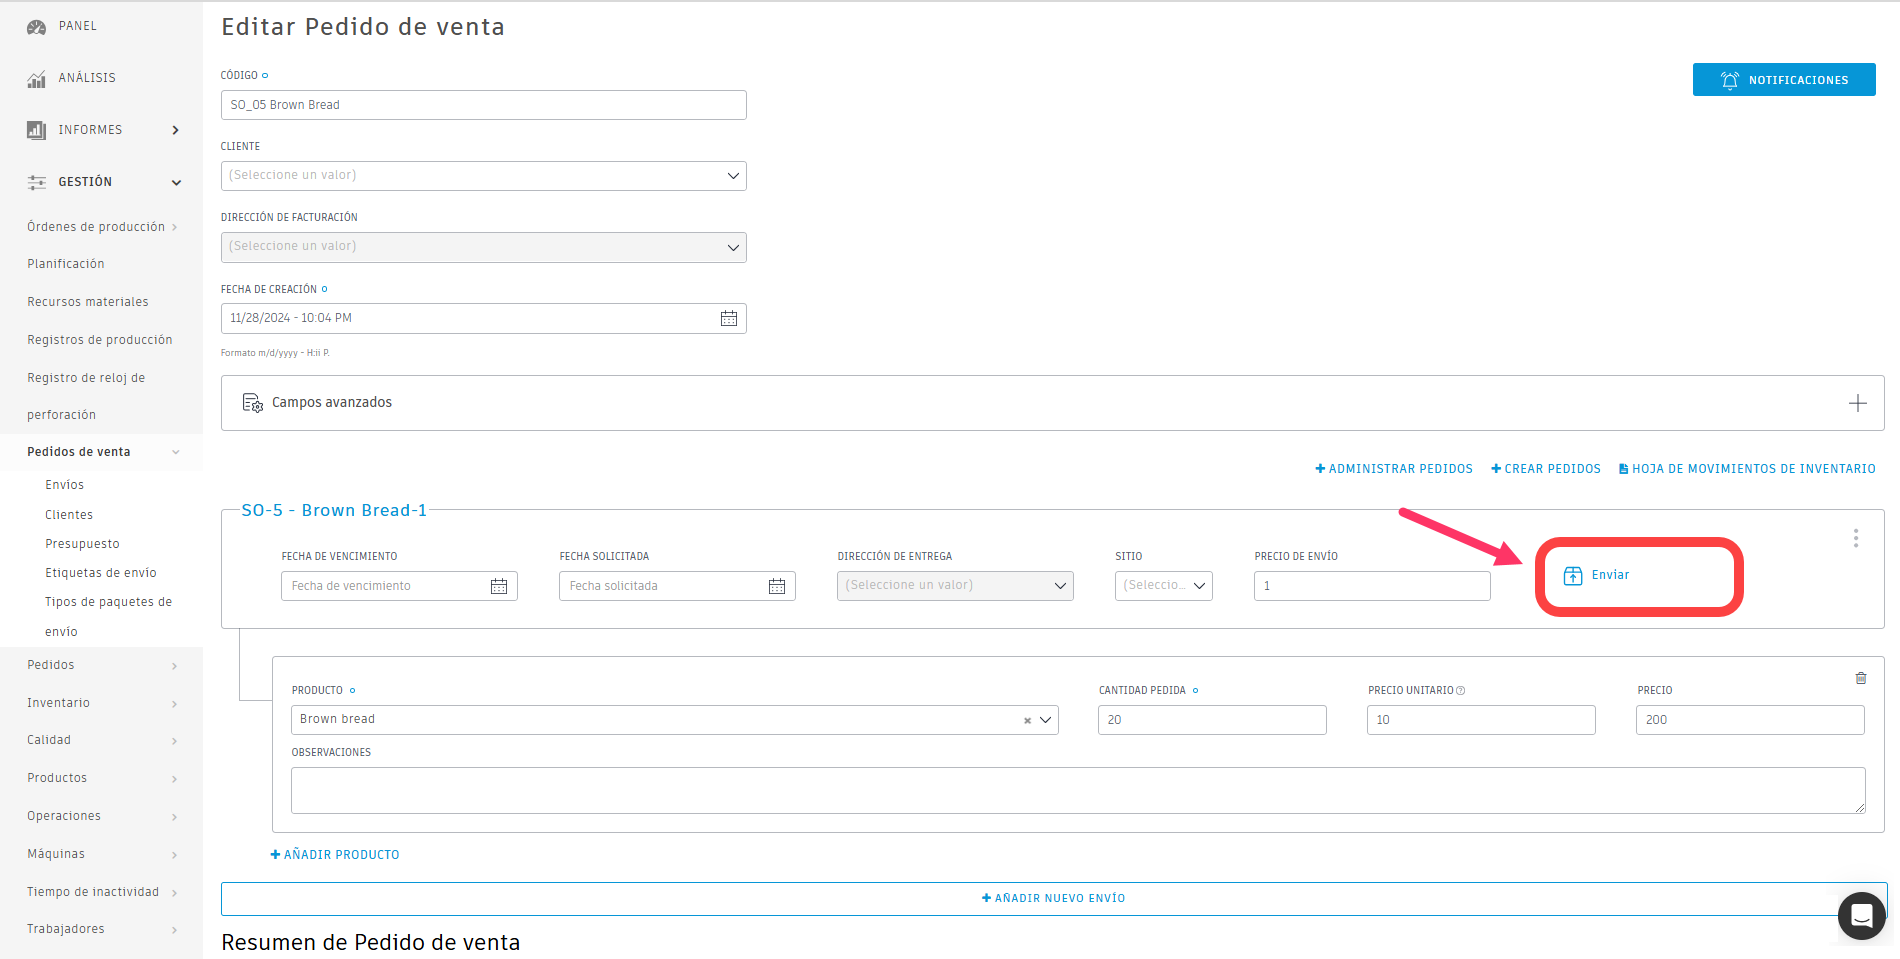 PANEL
ANÁLISIS
INFORMES
GESTIÓN
Órdenes de producción
Planificación
Recursos materiales
Registros de producción
Registro de reloj de
perforación
Pedidos de venta
Envíos
Clientes
Presupuesto
Etiquetas de envío
Tipos de paquetes de
envío
Pedidos
Inventario
Calidad
Productos
Operaciones
Máquinas
Tiempo de inactividad
Trabajadores
Editar Pedido de venta
NOTIFICACIONES
CÓDIGO
SO_05 Brown Bread
CLIENTE
(Seleccione un valor)
DIRECCIÓN DE FACTURACIÓN
(Seleccione un valor)
FECHA DE CREACIÓN
11/28/2024 - 10:04 PM
Formato m/d/yyyy - H:ii P.
Campos avanzados
ADMINISTRAR PEDIDOS CREAR PEDIDOS HOJA DE MOVIMIENTOS DE INVENTARIO
SO-5 - Brown Bread-1
FECHA DE VENCIMIENTO FECHA SOLICITADA DIRECCIÓN DE ENTREGA SITIO PRECIO DE ENVÍO
Fecha de vencimiento Fecha solicitada (Seleccione un valor) (Seleccio... 1 Enviar
PRODUCTO CANTIDAD PEDIDA PRECIO UNITARIO PRECIO
Brown bread 20 10 200
OBSERVACIONES
AÑADIR PRODUCTO
AÑADIR NUEVO ENVÍO
Resumen de Pedido de venta